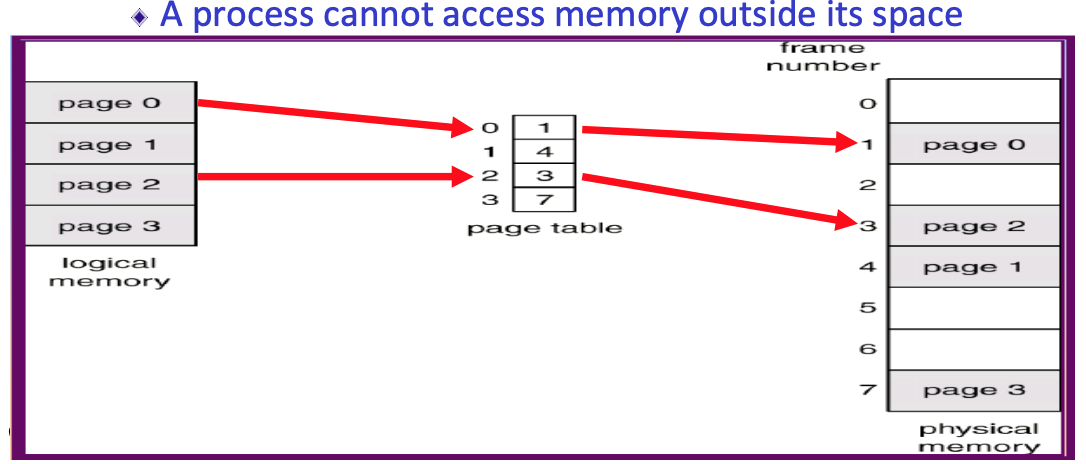 A process cannot access memory outside its space
frame
number
page 0
page 1
page 2
page 3
logical
memory
0 1
1 4
2 3
3 7
page table
0
1 page 0
2
3 page 2
4 page 1
5
6
7 page 3
physical
memory